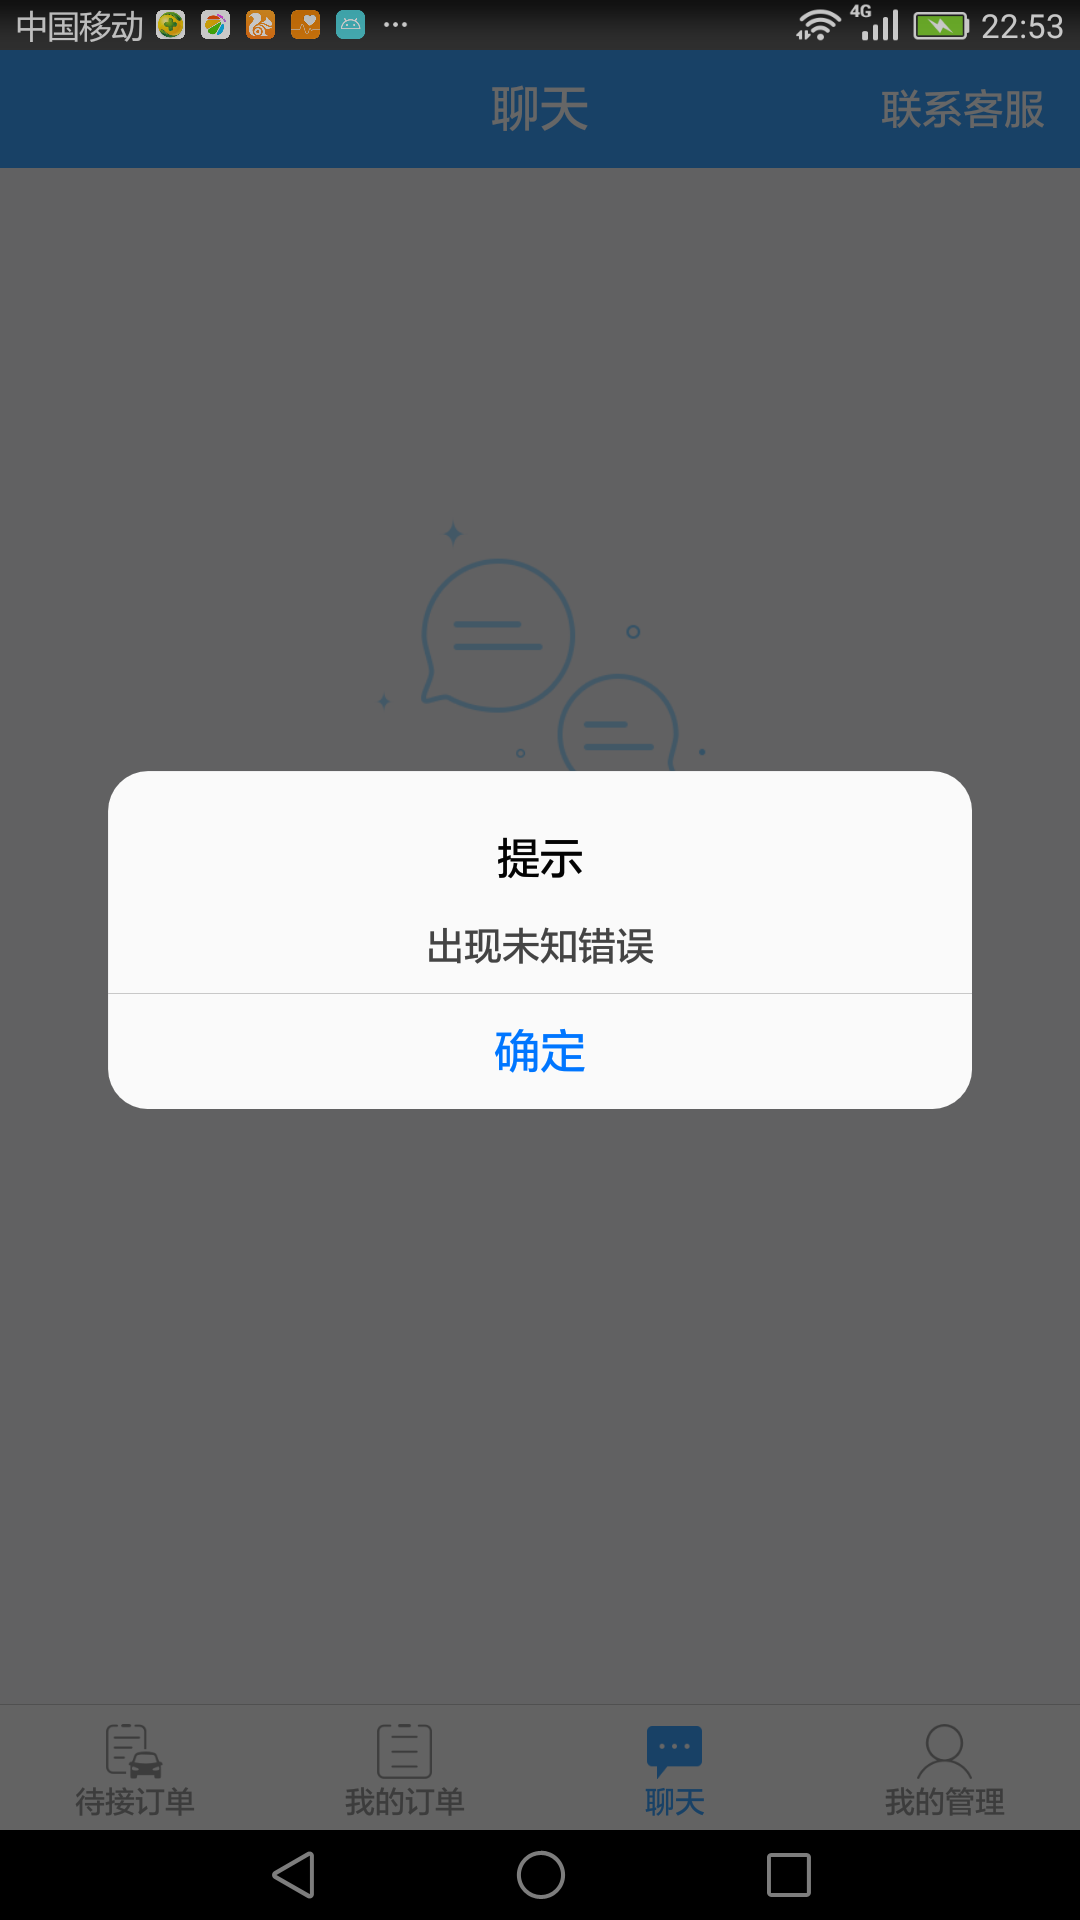 中国移动 4G 22:53
聊天 联系客服
提示
出现未知错误
确定
待接订单 我的订单 聊天 我的管理